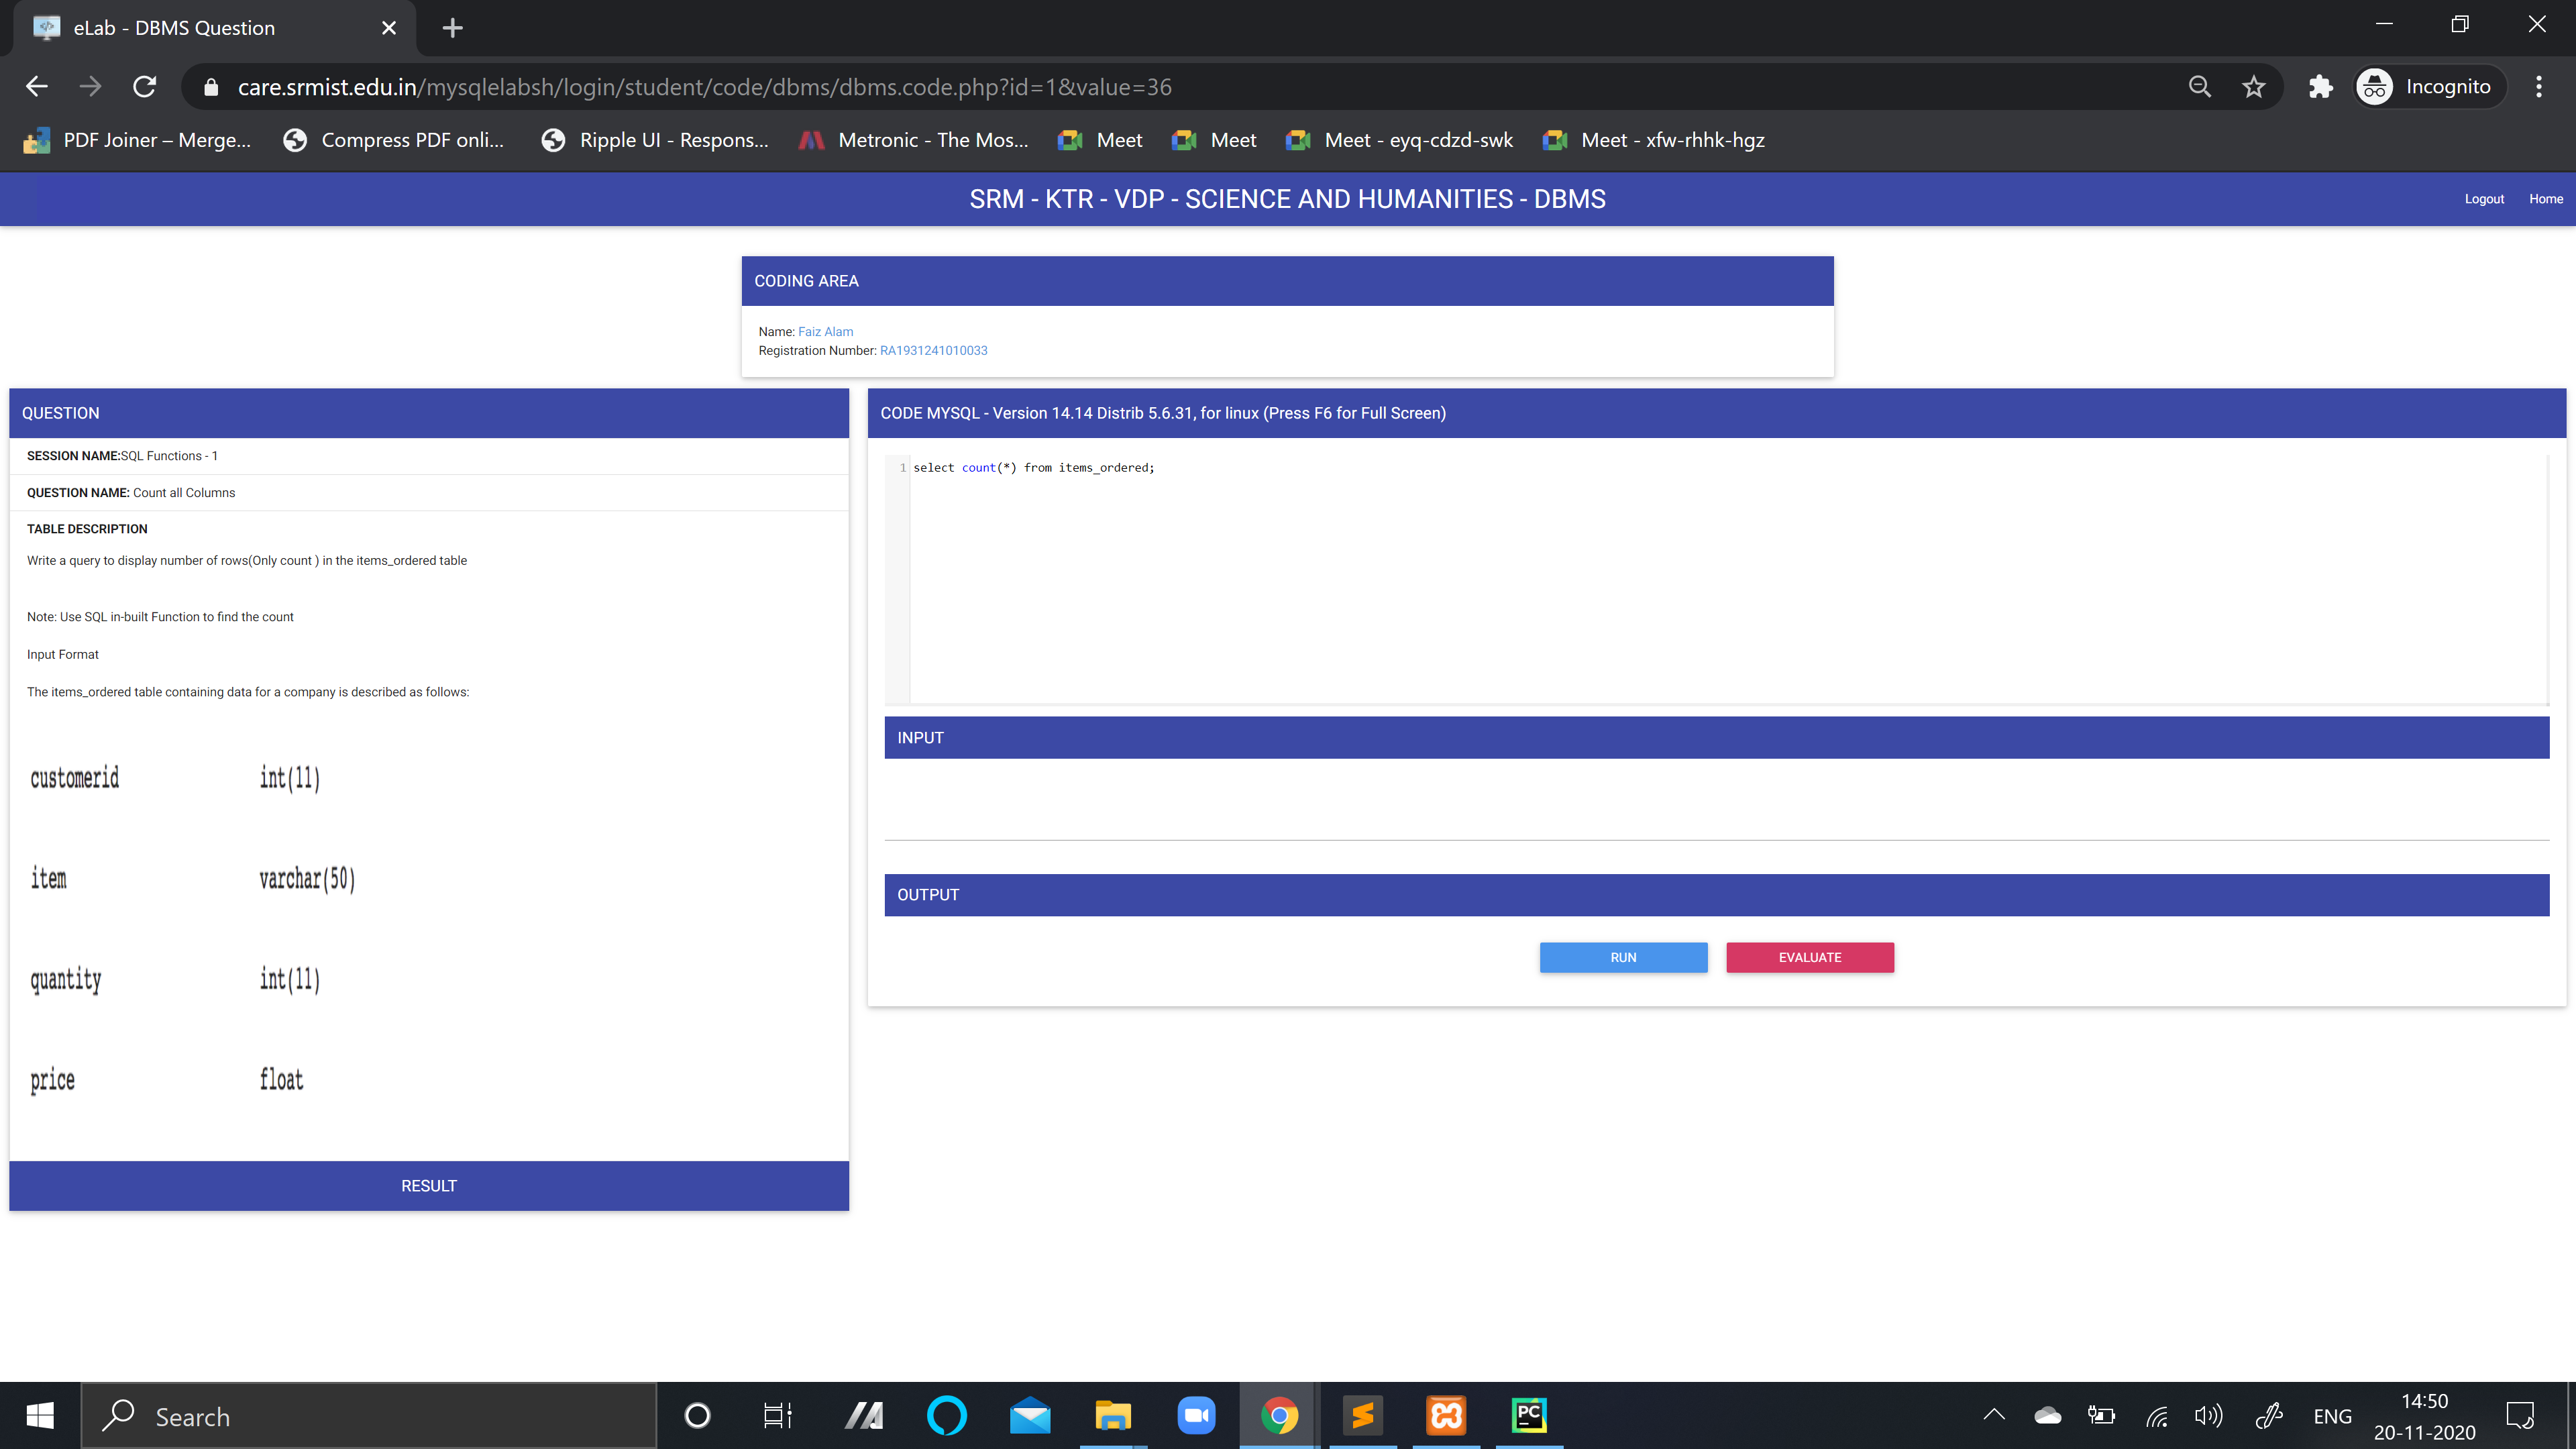 eLab - DBMS Question
care.srmist.edu.in/mysqlelabsh/login/student/code/dbms/dbms.code.php?id=1&value=36
Incognito
PDF Joiner – Merge...
Compress PDF onli...
Ripple UI - Respons...
Metronic - The Mos...
Meet
Meet
Meet - eyq-cdzd-swk
Meet - xfw-rhhk-hgz
SRM - KTR - VDP - SCIENCE AND HUMANITIES - DBMS
Logout
Home
CODING AREA
Name: Faiz Alam
Registration Number: RA1931241010033
QUESTION
SESSION NAME:SQL Functions - 1
QUESTION NAME: Count all Columns
TABLE DESCRIPTION
Write a query to display number of rows(Only count ) in the items_ordered table
Note: Use SQL in-built Function to find the count
Input Format
The items_ordered table containing data for a company is described as follows:
customerid int(11)
item varchar(50)
quantity int(11)
price float
RESULT
CODE MYSQL - Version 14.14 Distrib 5.6.31, for linux (Press F6 for Full Screen)
1 select count(*) from items_ordered;
INPUT
OUTPUT
RUN
EVALUATE
Search
PC
ENG
14:50
20-11-2020